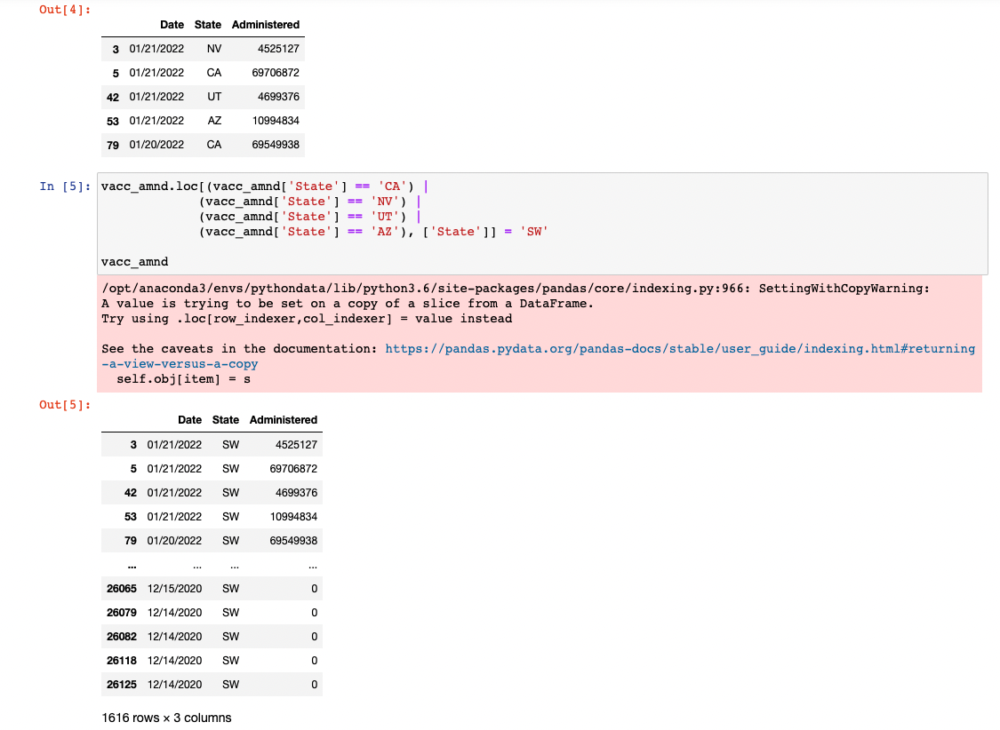 Out[4]:
Date State Administered
3 01/21/2022 NV 4525127
5 01/21/2022 CA 69706872
42 01/21/2022 UT 4699376
53 01/21/2022 AZ 10994834
79 01/20/2022 CA 69549938
In [5]: vacc_amnd.loc[(vacc_amnd['State'] == 'CA') |
(vacc_amnd['State'] == 'NV') |
(vacc_amnd['State'] == 'UT') |
(vacc_amnd['State'] == 'AZ'), ['State']] = 'SW'
vacc_amnd
/opt/anaconda3/envs/pythondata/lib/python3.6/site-packages/pandas/core/indexing.py:966: SettingWithCopyWarning:
A value is trying to be set on a copy of a slice from a DataFrame.
Try using .loc[row_indexer,col_indexer] = value instead
See the caveats in the documentation: https://pandas.pydata.org/pandas-docs/stable/user_guide/indexing.html#returning
-a-view-versus-a-copy
self.obj[item] = s
Out[5]:
Date State Administered
3 01/21/2022 SW 4525127
5 01/21/2022 SW 69706872
42 01/21/2022 SW 4699376
53 01/21/2022 SW 10994834
79 01/20/2022 SW 69549938
... ... ... ...
26065 12/15/2020 SW 0
26079 12/14/2020 SW 0
26082 12/14/2020 SW 0
26118 12/14/2020 SW 0
26125 12/14/2020 SW 0
1616 rows × 3 columns